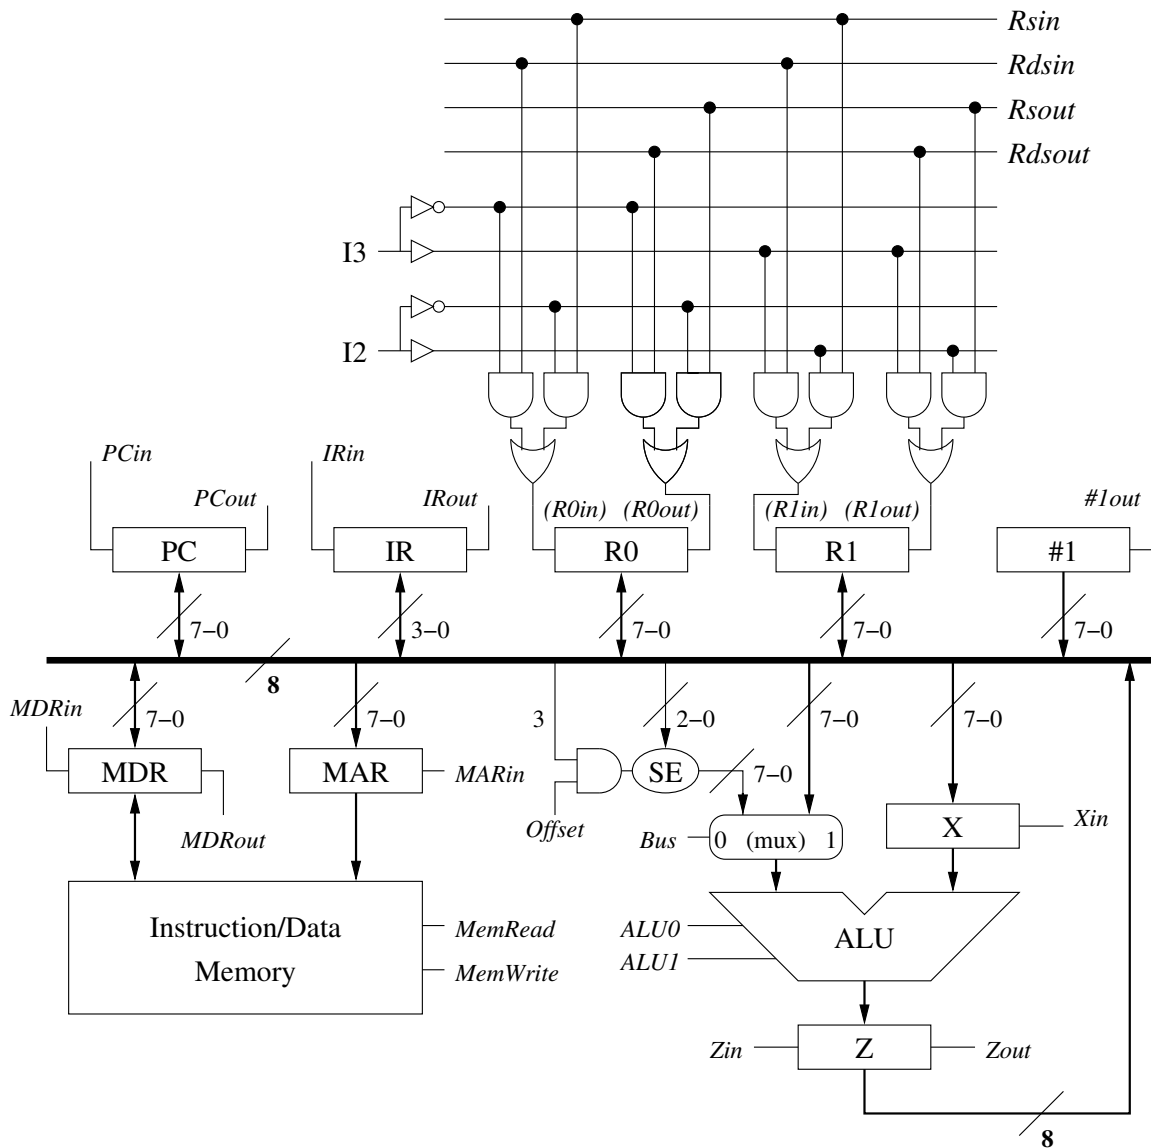 Rsin
Rdsin
Rsout
Rdsout
I3
I2
PCin
IRin
PCout
IRout
(R0in) (R0out)
(R1in) (R1out)
#1out
PC
IR
R0
R1
#1
7–0
3–0
7–0
7–0
7–0
8
MDRin
7–0
7–0
3
2–0
7–0
7–0
MDR
MAR
MARin
SE
7–0
MDRout
Offset
Bus
0 (mux) 1
X
Xin
Instruction/Data
Memory
MemRead
MemWrite
ALU0
ALU1
ALU
Zin
Z
Zout
8